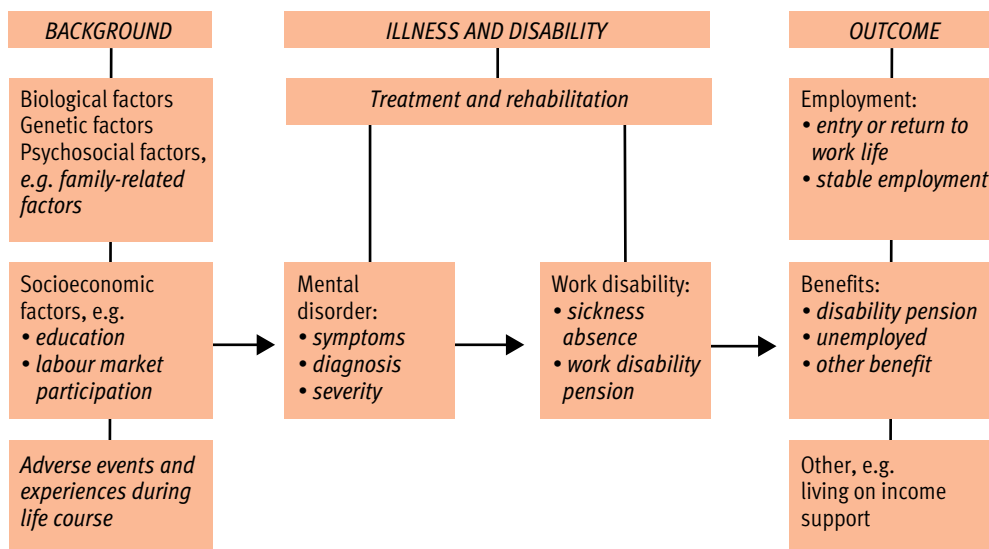 BACKGROUND
Biological factors
Genetic factors
Psychosocial factors,
e.g. family-related
factors
Socioeconomic
factors, e.g.
• education
• labour market
participation
Adverse events and
experiences during
life course
ILLNESS AND DISABILITY
Treatment and rehabilitation
Mental
disorder:
• symptoms
• diagnosis
• severity
Work disability:
• sickness
absence
• work disability
pension
OUTCOME
Employment:
• entry or return to
work life
• stable employment
Benefits:
• disability pension
• unemployed
• other benefit
Other, e.g.
living on income
support